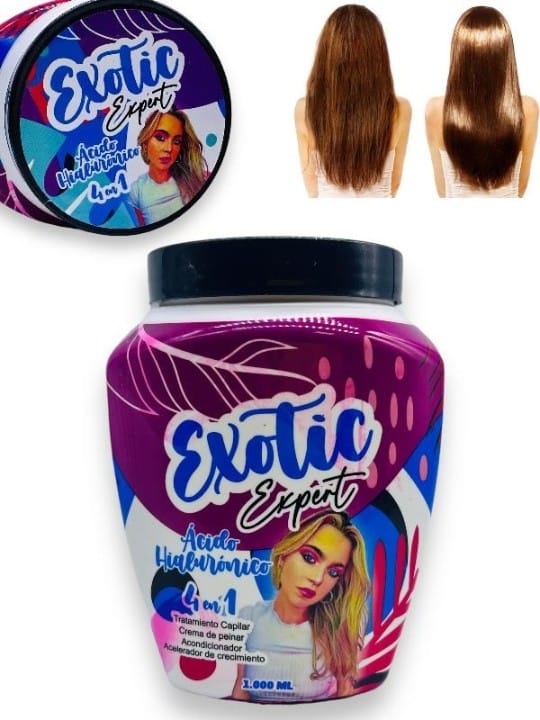 Exotic
Expert
Ácido
Hialurónico
4 en 1
Exotic
Expert
Ácido
Hialurónico
4 en 1
Tratamiento Capilar
Crema de peinar
Acondicionador
Acelerador de crecimiento
1.000 ML